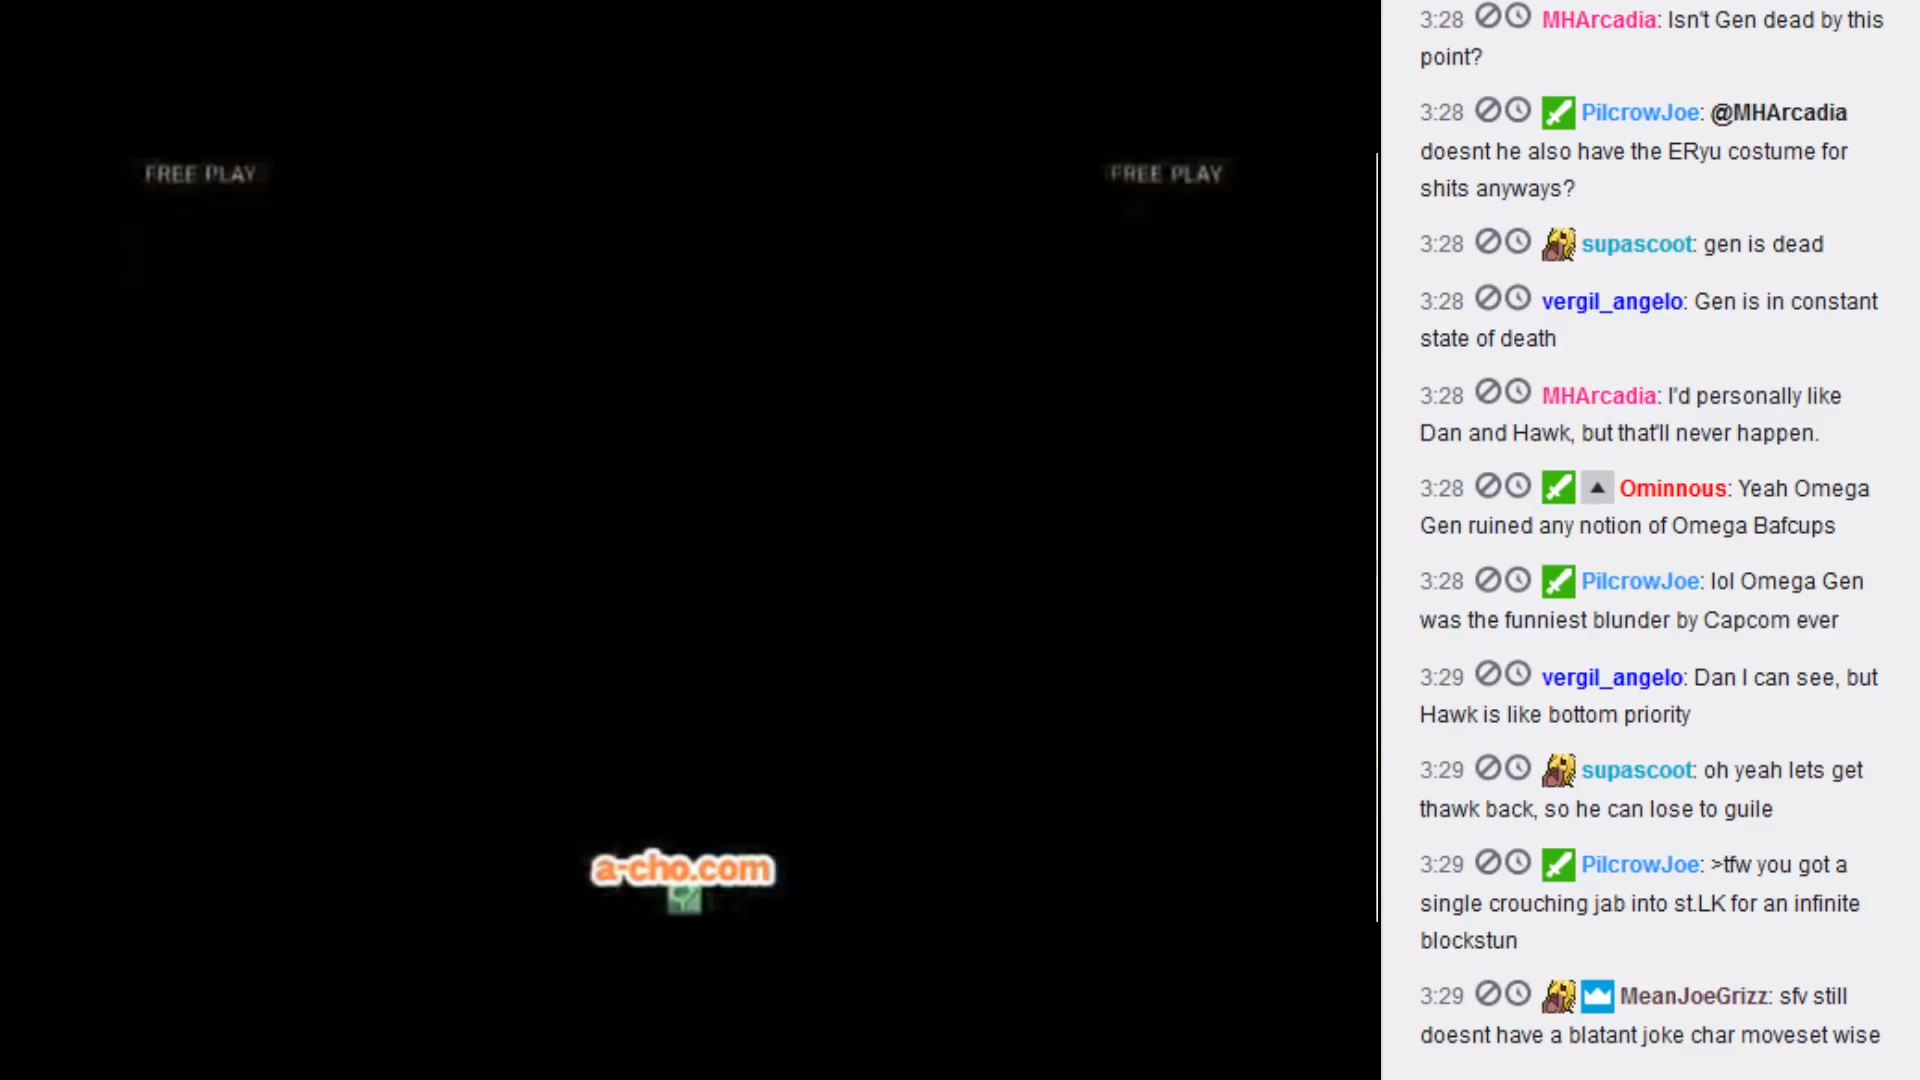 FREE PLAY
FREE PLAY
a-cho.com
3:28 MHArcadia: Isn't Gen dead by this
point?
3:28 PilcrowJoe: @MHArcadia
doesnt he also have the ERyu costume for
shits anyways?
3:28 supascoot: gen is dead
3:28 vergil_angelo: Gen is in constant
state of death
3:28 MHArcadia: I'd personally like
Dan and Hawk, but that'll never happen.
3:28 Ominnous: Yeah Omega
Gen ruined any notion of Omega Bafcups
3:28 PilcrowJoe: lol Omega Gen
was the funniest blunder by Capcom ever
3:29 vergil_angelo: Dan I can see, but
Hawk is like bottom priority
3:29 supascoot: oh yeah lets get
thawk back, so he can lose to guile
3:29 PilcrowJoe: >tfw you got a
single crouching jab into st.LK for an infinite
blockstun
3:29 MeanJoeGrizz: sfv still
doesnt have a blatant joke char moveset wise